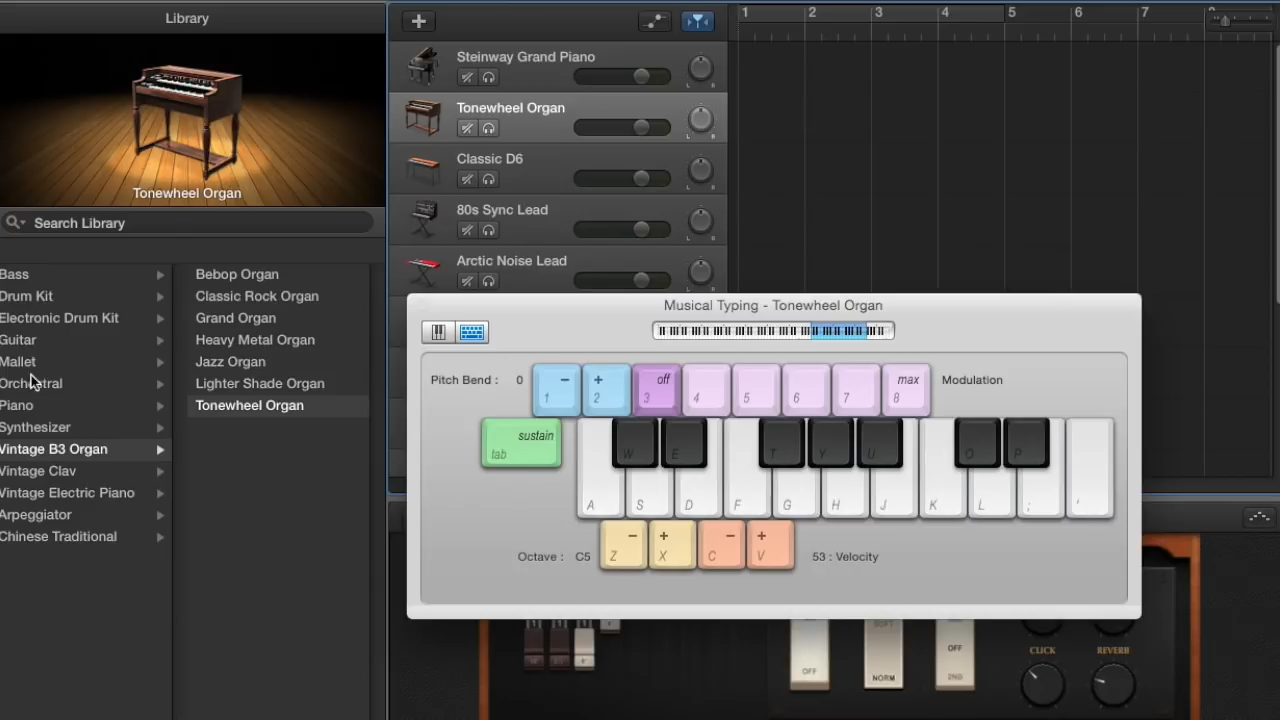 Library
Tonewheel Organ
Search Library
Bass
Drum Kit
Electronic Drum Kit
Guitar
Mallet
Orchestral
Piano
Synthesizer
Vintage B3 Organ
Vintage Clav
Vintage Electric Piano
Arpeggiator
Chinese Traditional
Bebop Organ
Classic Rock Organ
Grand Organ
Heavy Metal Organ
Jazz Organ
Lighter Shade Organ
Tonewheel Organ
1 2 3 4 5 6 7
Steinway Grand Piano
L R
Tonewheel Organ
L R
Classic D6
L R
80s Sync Lead
L R
Arctic Noise Lead
L R
Musical Typing - Tonewheel Organ
Pitch Bend : 0
− + off max
1 2 3 4 5 6 7 8
Modulation
sustain
tab
W E T Y U O P
A S D F G H J K L ; '
Octave : C5
− + − +
Z X C V
53 : Velocity
OFF
SOFT
NORM
OFF
2ND
CLICK
REVERB